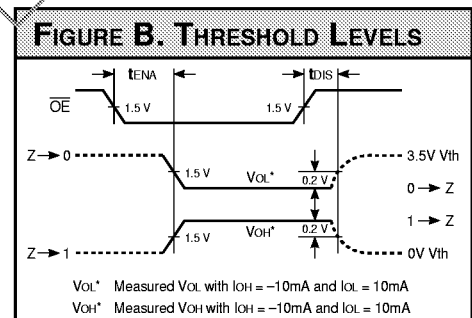 FIGURE B. THRESHOLD LEVELS
tENA tDIS
OE 1.5 V 1.5 V
Z 0 3.5V Vth
1.5 V VOL* 0.2 V
0 Z
1 Z
1.5 V VOH* 0.2 V
Z 1 0V Vth
VOL* Measured VOL with IOH = –10mA and IOL = 10mA
VOH* Measured VOH with IOH = –10mA and IOL = 10mA